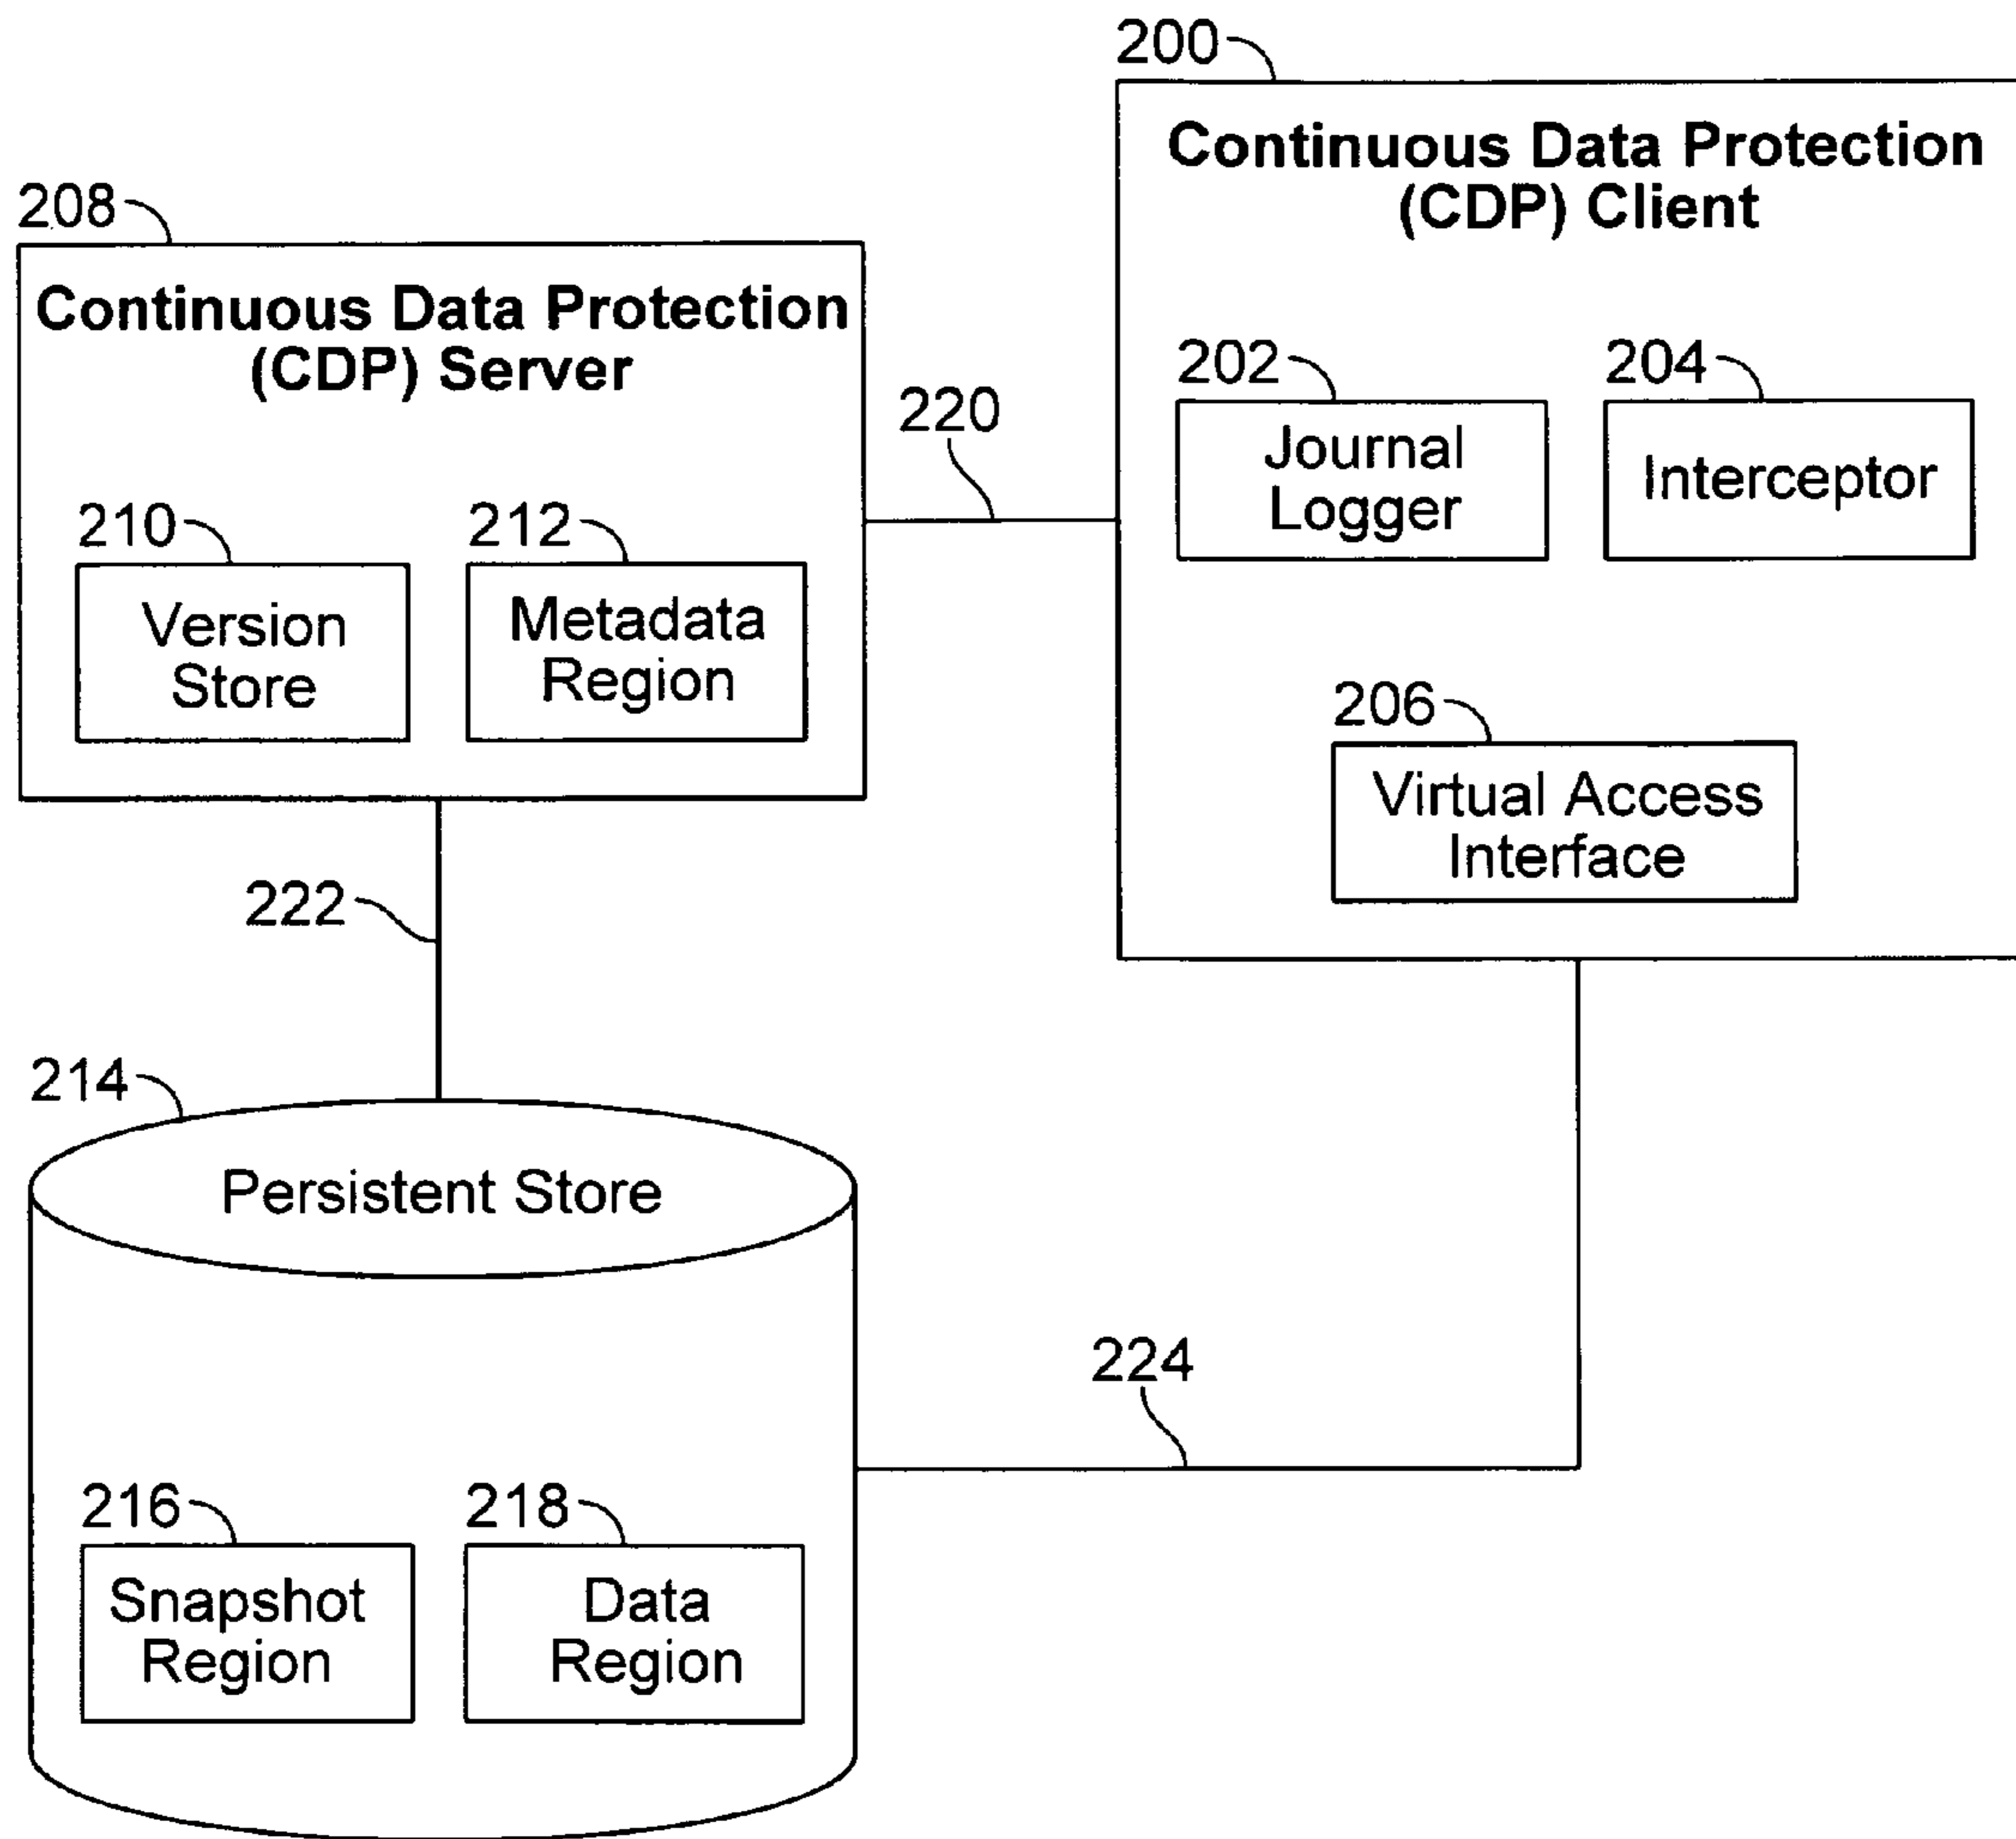 200
Continuous Data Protection
(CDP) Client
208
Continuous Data Protection
(CDP) Server
202
Journal
Logger
204
Interceptor
220
210
Version
Store
212
Metadata
Region
206
Virtual Access
Interface
222
214
Persistent Store
224
216
Snapshot
Region
218
Data
Region